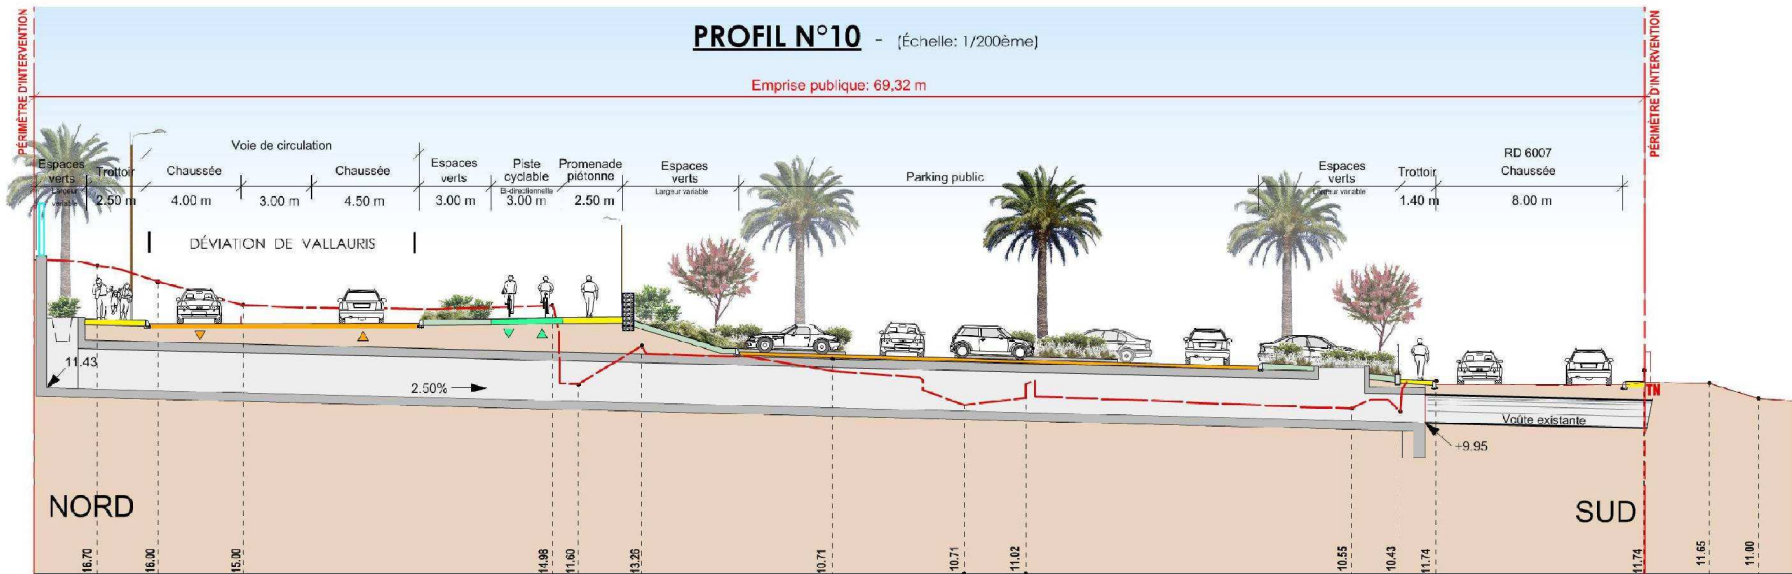 PROFIL N°10 - (Échelle: 1/200ème)
Emprise publique: 69,32 m
PÉRIMÈTRE D'INTERVENTION
PÉRIMÈTRE D'INTERVENTION
Voie de circulation
Espaces verts
Largeur variable
Trottoir
2.50 m
Chaussée
4.00 m
3.00 m
Chaussée
4.50 m
Espaces verts
3.00 m
Piste cyclable
Bi-directionnelle
3.00 m
Promenade piétonne
2.50 m
Espaces verts
Largeur variable
Parking public
Espaces verts
Largeur variable
Trottoir
1.40 m
RD 6007
Chaussée
8.00 m
DÉVIATION DE VALLAURIS
11.43
2.50%
TN
Voûte existante
+9.95
NORD
SUD
16.70
16.00
15.00
14.98
11.60
13.26
10.71
10.71
11.02
10.55
10.43
11.74
11.74
11.65
11.00